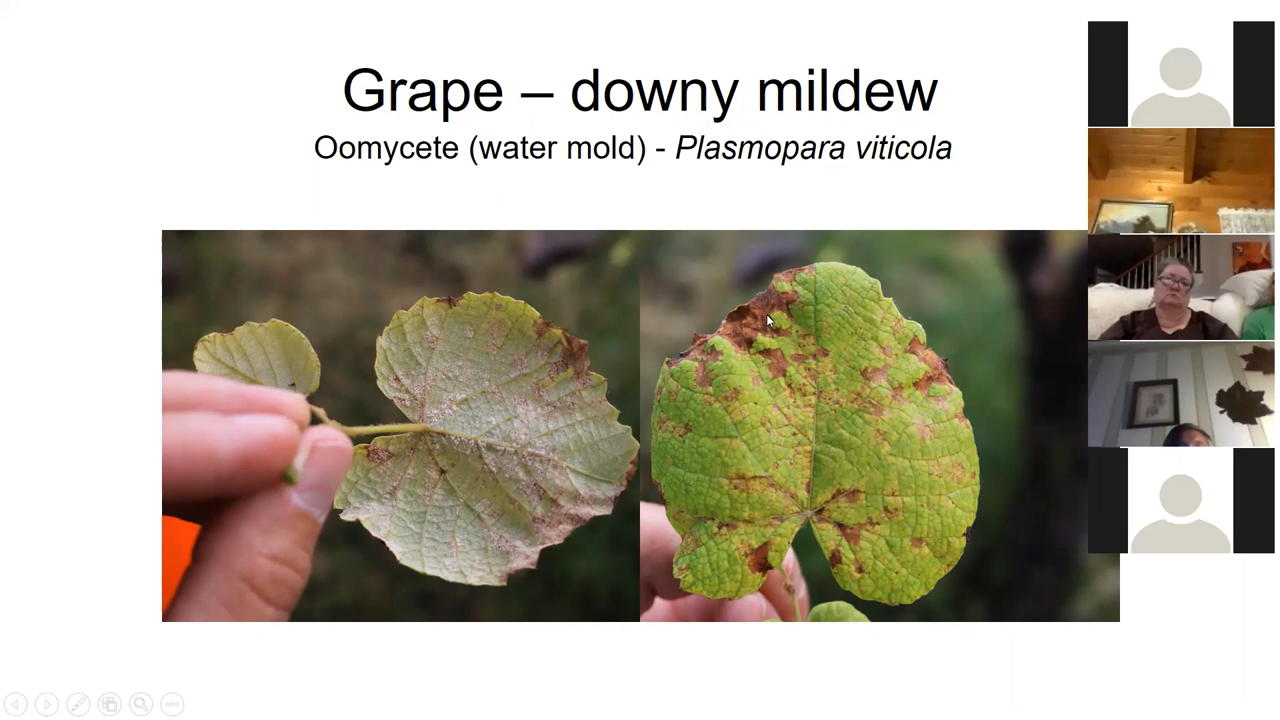 Grape – downy mildew
Oomycete (water mold) - Plasmopara viticola